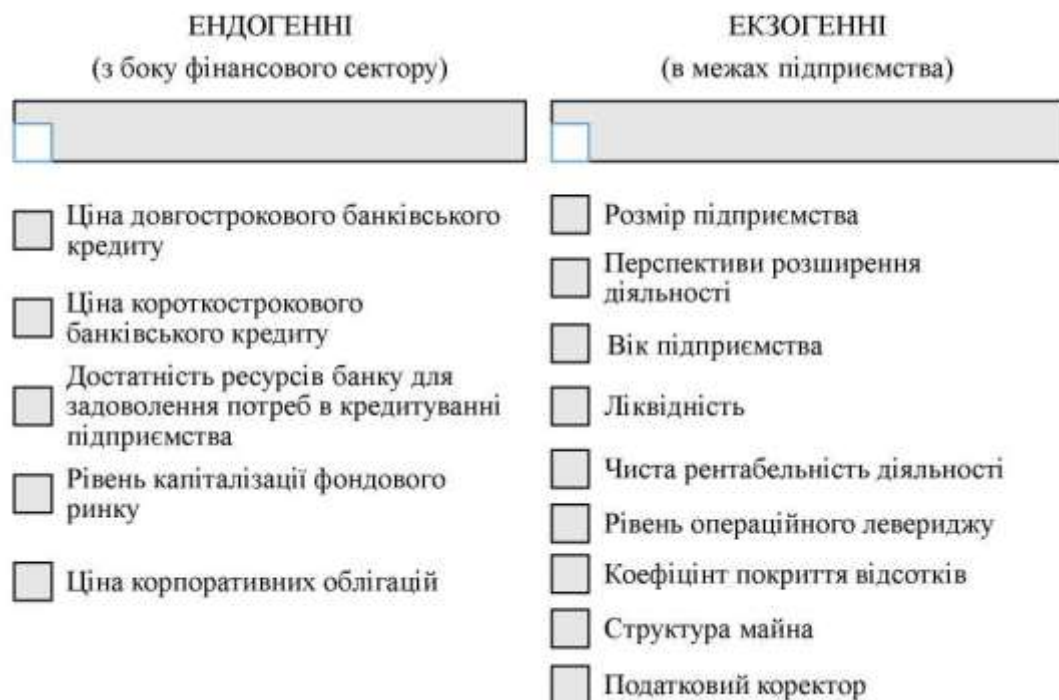 ЕНДОГЕННІ
(з боку фінансового сектору)
Ціна довгострокового банківського
кредиту
Ціна короткострокового
банківського кредиту
Достатність ресурсів банку для
задоволення потреб в кредитуванні
підприємства
Рівень капіталізації фондового
ринку
Ціна корпоративних облігацій
ЕКЗОГЕННІ
(в межах підприємства)
Розмір підприємства
Перспективи розширення
діяльності
Вік підприємства
Ліквідність
Чиста рентабельність діяльності
Рівень операційного левериджу
Коефіцінт покриття відсотків
Структура майна
Податковий коректор